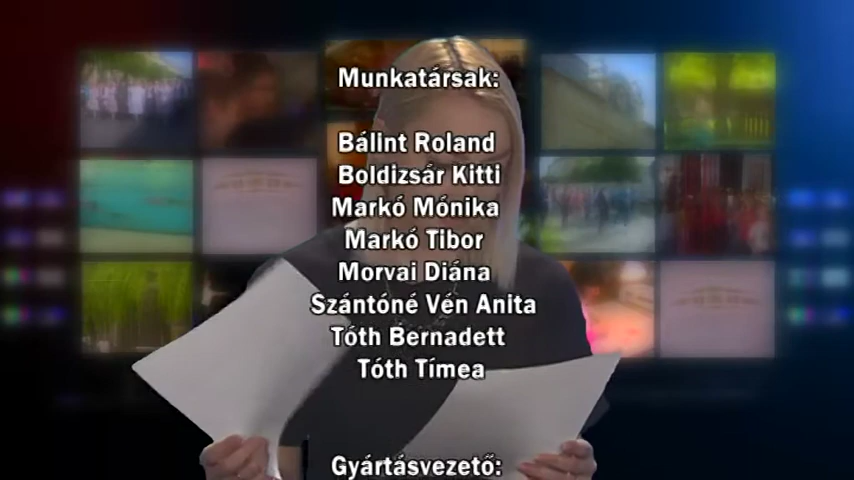 Munkatársak:
Bálint Roland
Boldizsár Kitti
Markó Mónika
Markó Tibor
Morvai Diána
Szántóné Vén Anita
Tóth Bernadett
Tóth Tímea
Gyártásvezető: